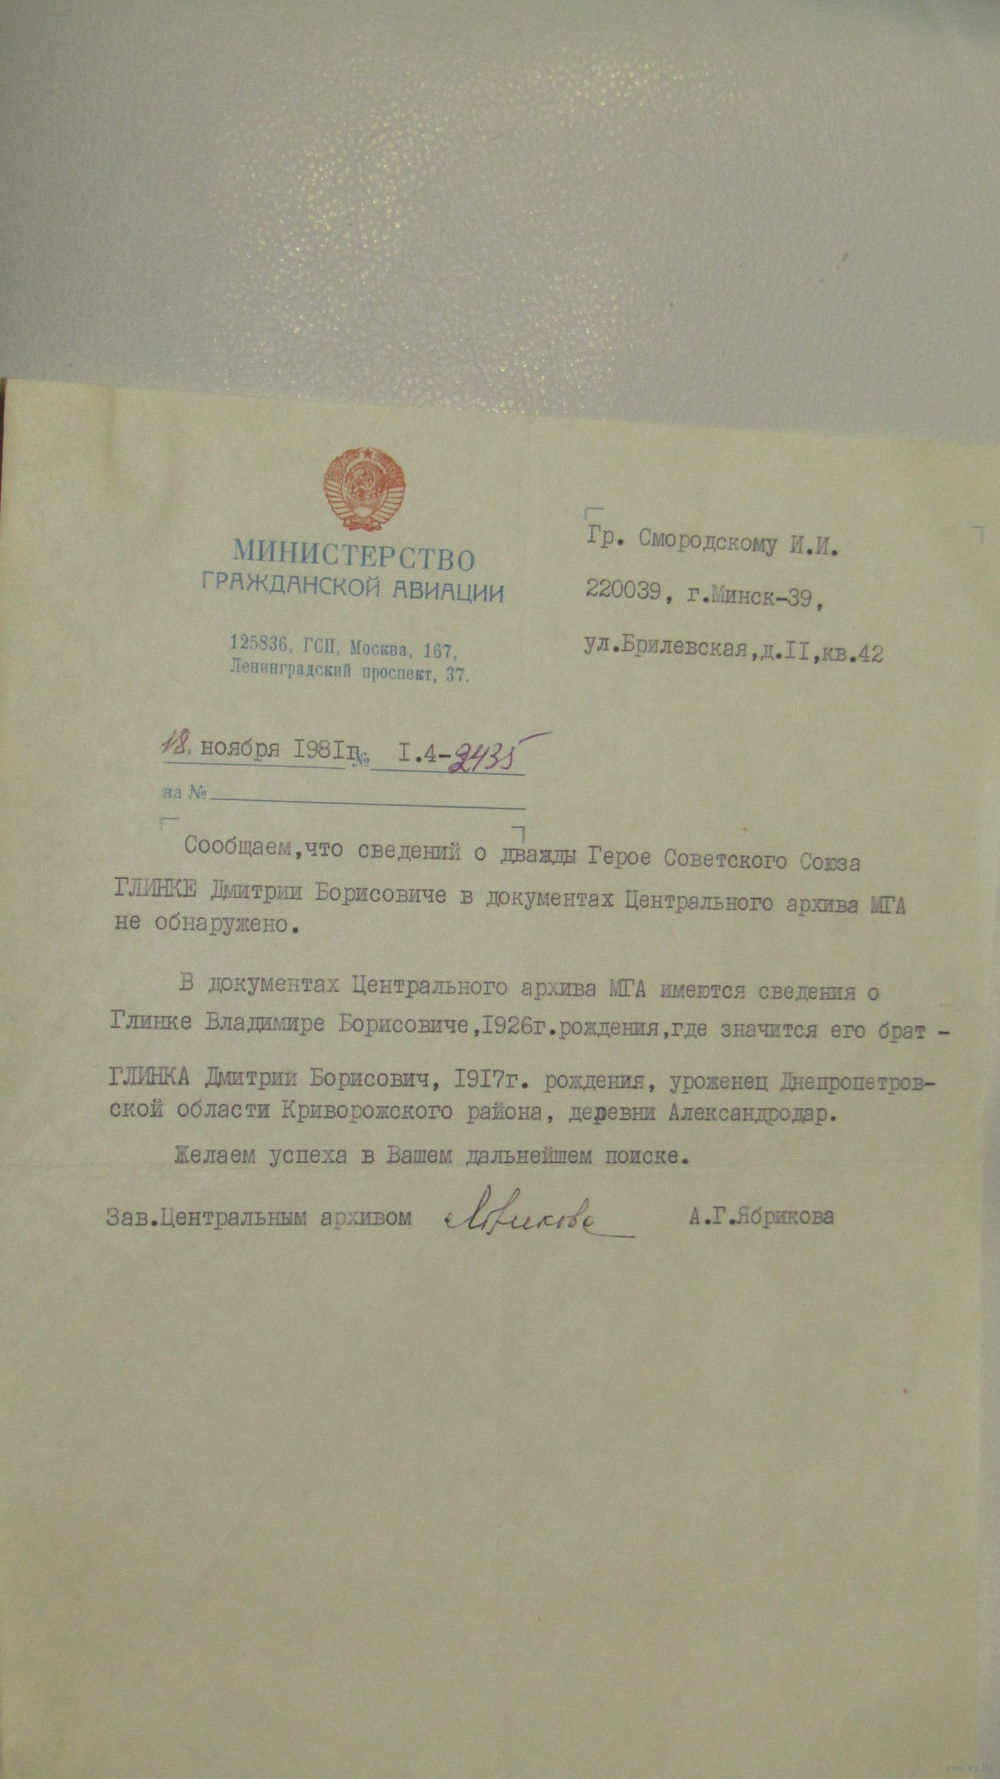 МИНИСТЕРСТВО
ГРАЖДАНСКОЙ АВИАЦИИ
125836, ГСП, Москва, 167,
Ленинградский проспект, 37.
Гр. Смородскому И.И.
220039, г.Минск-39,
ул.Брилевская,д.II,кв.42
18. ноября I98Iг. № I.4-2435
на №
Сообщаем,что сведений о дважды Герое Советского Союза
ГЛИНКЕ Дмитрии Борисовиче в документах Центрального архива МГА
не обнаружено.
В документах Центрального архива МГА имеются сведения о
Глинке Владимире Борисовиче,I926г.рождения,где значится его брат -
ГЛИНКА Дмитрий Борисович, I9I7г. рождения, уроженец Днепропетров-
ской области Криворожского района, деревни Александродар.
Желаем успеха в Вашем дальнейшем поиске.
Зав.Центральным архивом А.Г.Ябрикова